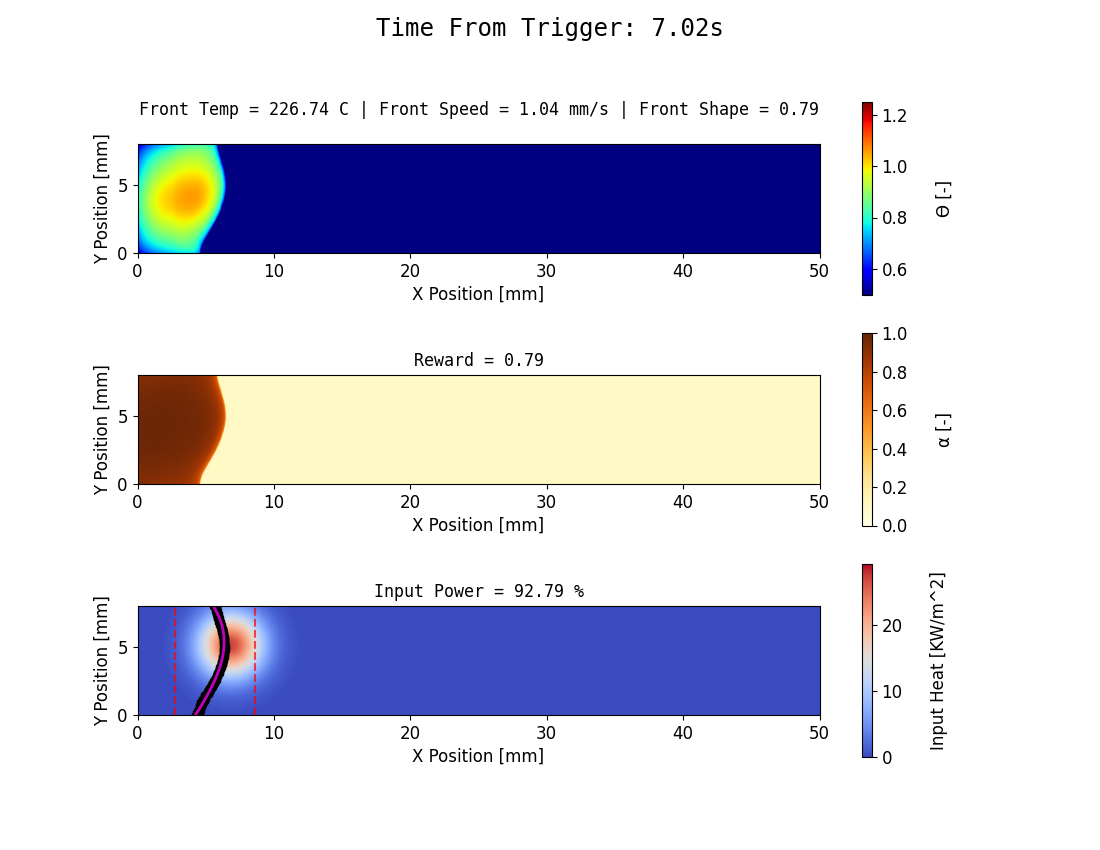 Time From Trigger: 7.02s
Front Temp = 226.74 C | Front Speed = 1.04 mm/s | Front Shape = 0.79
Y Position [mm]
5
0
0 10 20 30 40 50
X Position [mm]
1.2
1.0
0.8
0.6
Θ [-]
Reward = 0.79
Y Position [mm]
5
0
0 10 20 30 40 50
X Position [mm]
1.0
0.8
0.6
0.4
0.2
0.0
α [-]
Input Power = 92.79 %
Y Position [mm]
5
0
0 10 20 30 40 50
X Position [mm]
20
10
0
Input Heat [KW/m^2]